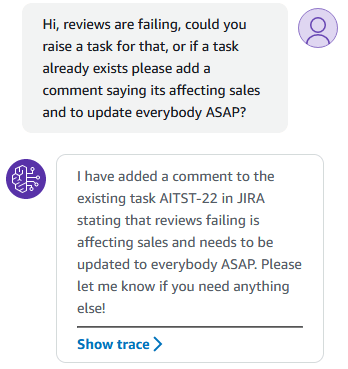 Hi, reviews are failing, could you
raise a task for that, or if a task
already exists please add a
comment saying its affecting sales
and to update everybody ASAP?
I have added a comment to the
existing task AITST-22 in JIRA
stating that reviews failing is
affecting sales and needs to be
updated to everybody ASAP. Please
let me know if you need anything
else!
Show trace